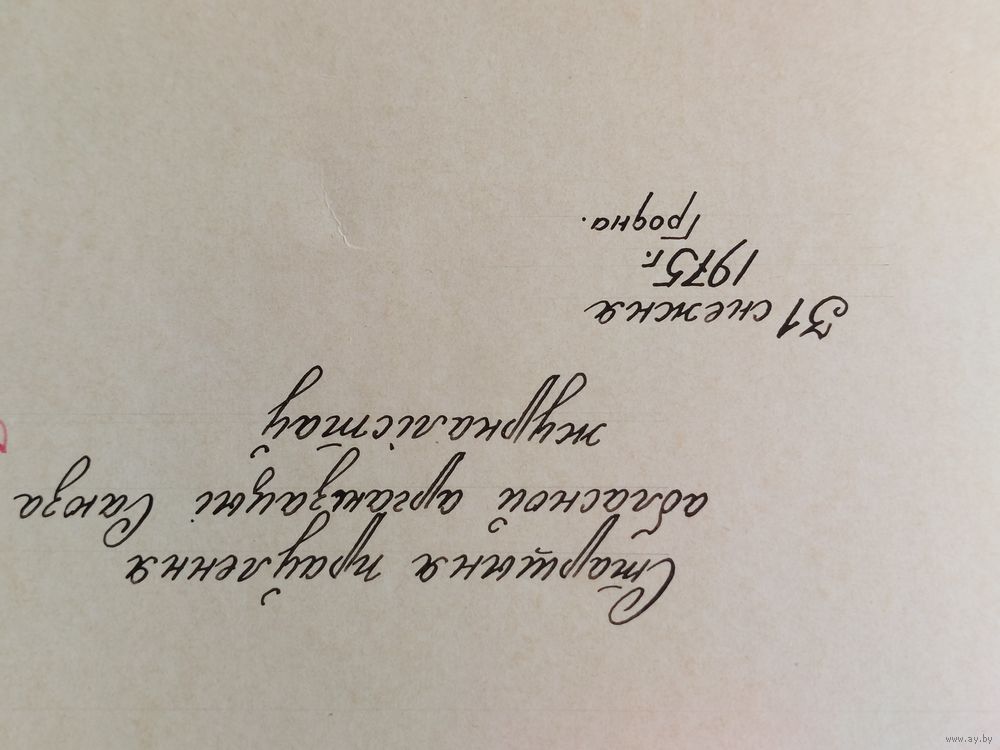 Старшыня праўлення
абласной арганізацыі Саюза
журналістаў
31 снежня
1975 г.
Гродна.
www.ay.by